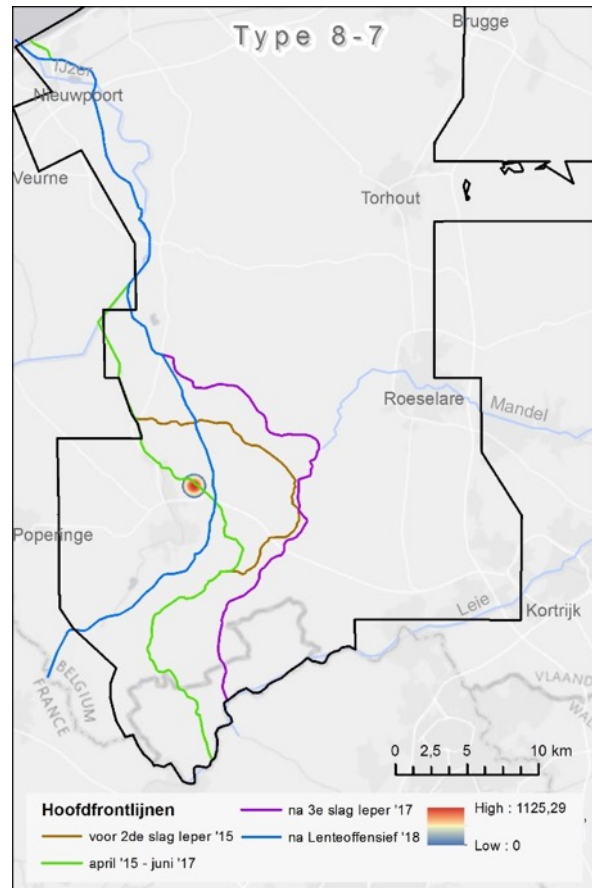 Type 8-7
Brugge
IJzer
Nieuwpoort
Veurne
Torhout
Roeselare
Mandel
Poperinge
Leie
Kortrijk
BELGIUM
FRANCE
VLAAND
WAL
0 2,5 5 10 km
Hoofdfrontlijnen
voor 2de slag Ieper '15
april '15 - juni '17
na 3e slag Ieper '17
na Lenteoffensief '18
High : 1125,29
Low : 0